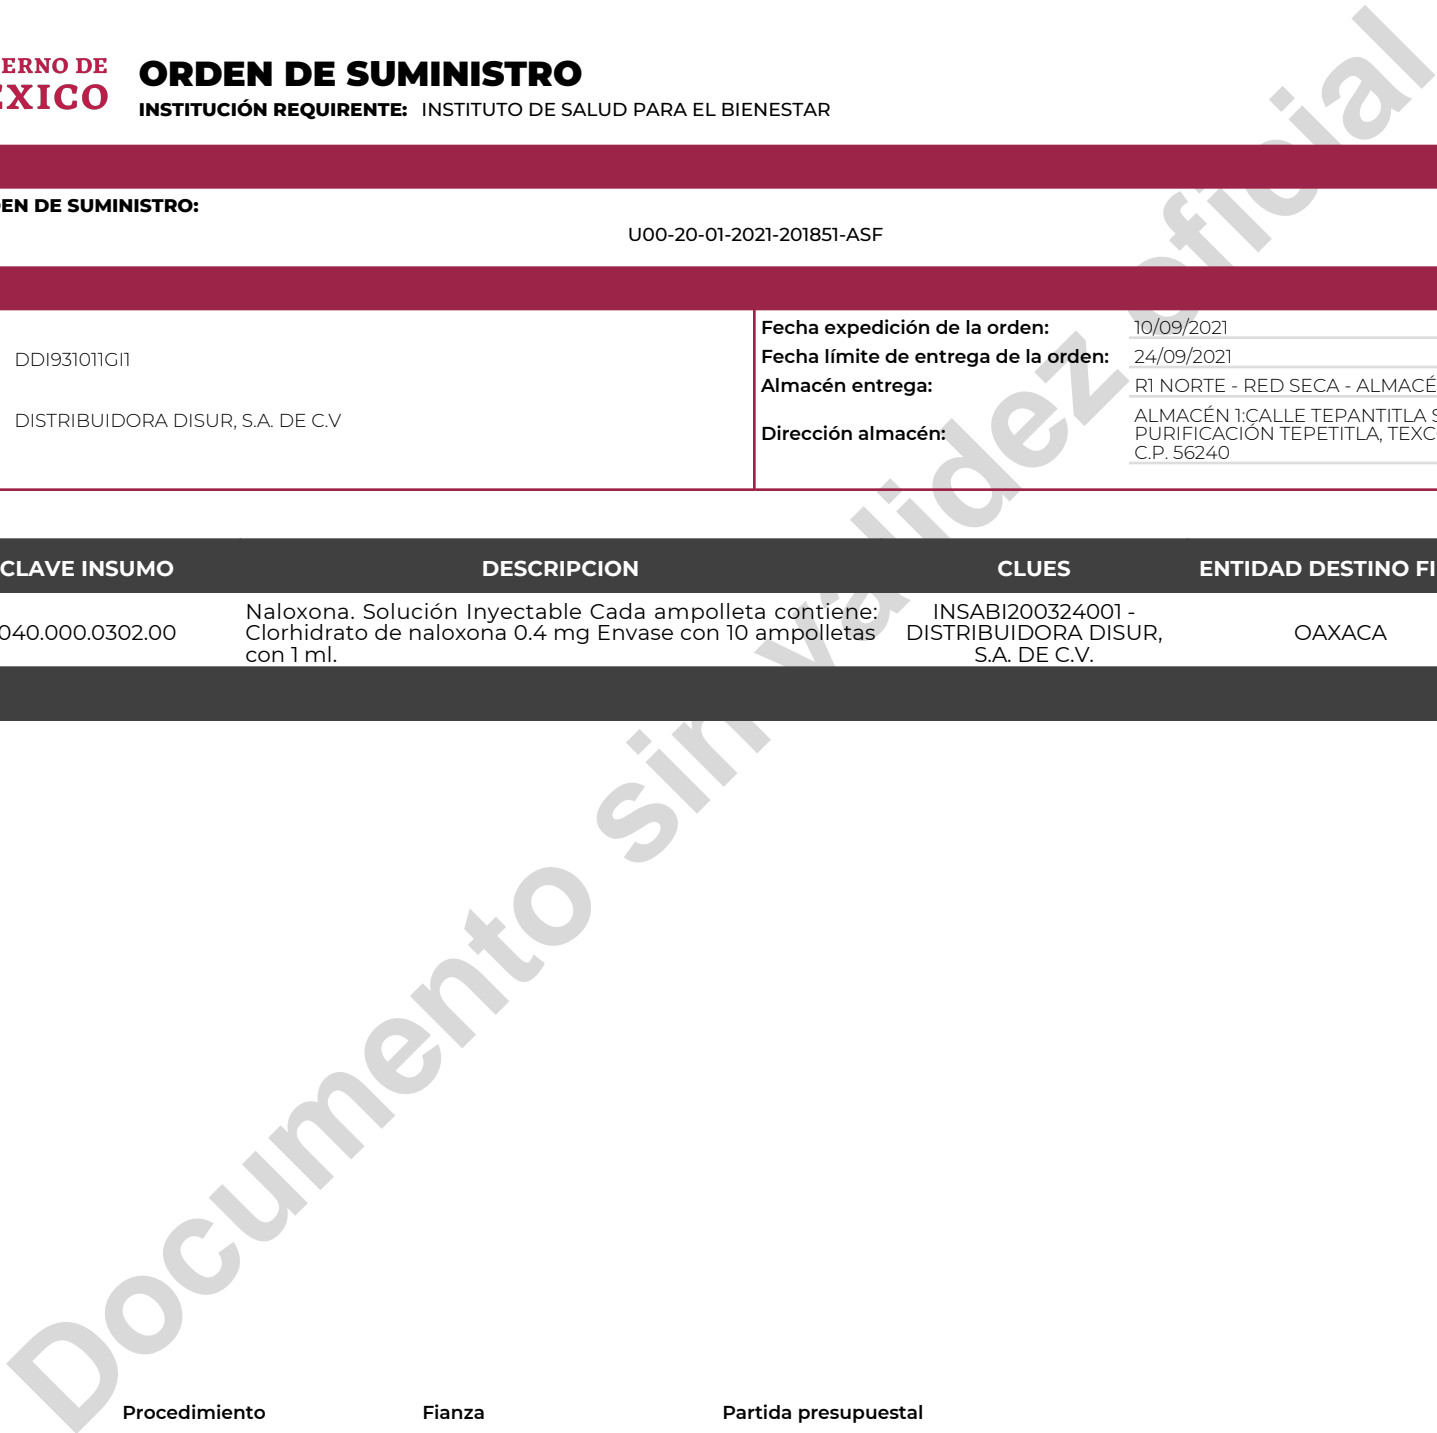 ERNO DE
EXICO
ORDEN DE SUMINISTRO
INSTITUCIÓN REQUIRENTE: INSTITUTO DE SALUD PARA EL BIENESTAR
EN DE SUMINISTRO:
U00-20-01-2021-201851-ASF
DDI931011GI1
DISTRIBUIDORA DISUR, S.A. DE C.V
Fecha expedición de la orden: 10/09/2021
Fecha límite de entrega de la orden: 24/09/2021
Almacén entrega: R1 NORTE - RED SECA - ALMACÉ
Dirección almacén:
ALMACÉN 1:CALLE TEPANTITLA S
PURIFICACIÓN TEPETITLA, TEXC
C.P. 56240
CLAVE INSUMO DESCRIPCION CLUES ENTIDAD DESTINO FI
040.000.0302.00
Naloxona. Solución Inyectable Cada ampolleta contiene:
Clorhidrato de naloxona 0.4 mg Envase con 10 ampolletas
con 1 ml.
INSABI200324001 -
DISTRIBUIDORA DISUR,
S.A. DE C.V.
OAXACA
Documento sin validez oficial
Procedimiento Fianza Partida presupuestal